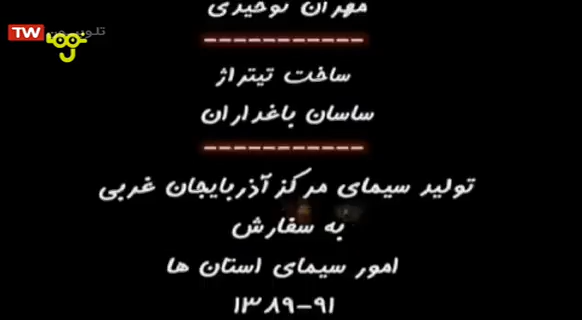 مهران توحیدی
TW تلویزیون
ساخت تیتراژ
ساسان باغداران
تولید سیمای مرکز آذربایجان غربی
به سفارش
امور سیمای استان ها
۱۳۸۹-۹۱